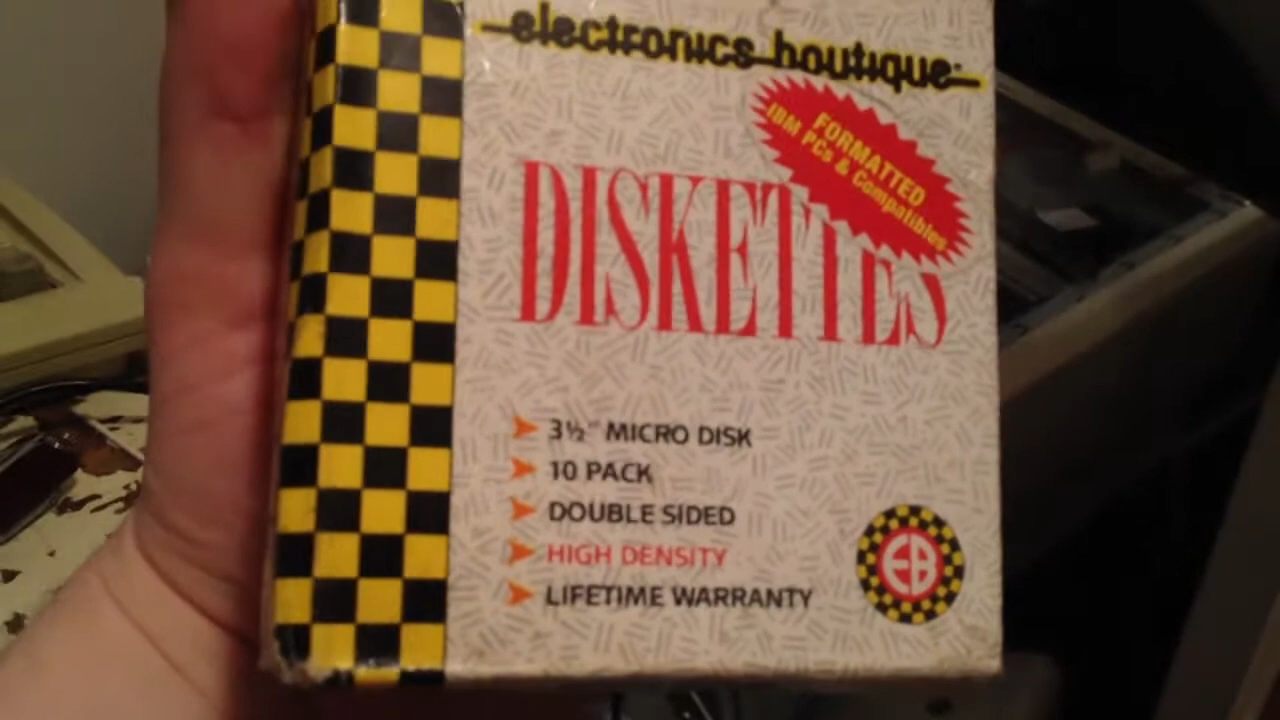 electronics boutique
FORMATTED
IBM PCs & Compatibles
DISKETTES
3½" MICRO DISK
10 PACK
DOUBLE SIDED
HIGH DENSITY
LIFETIME WARRANTY
EB